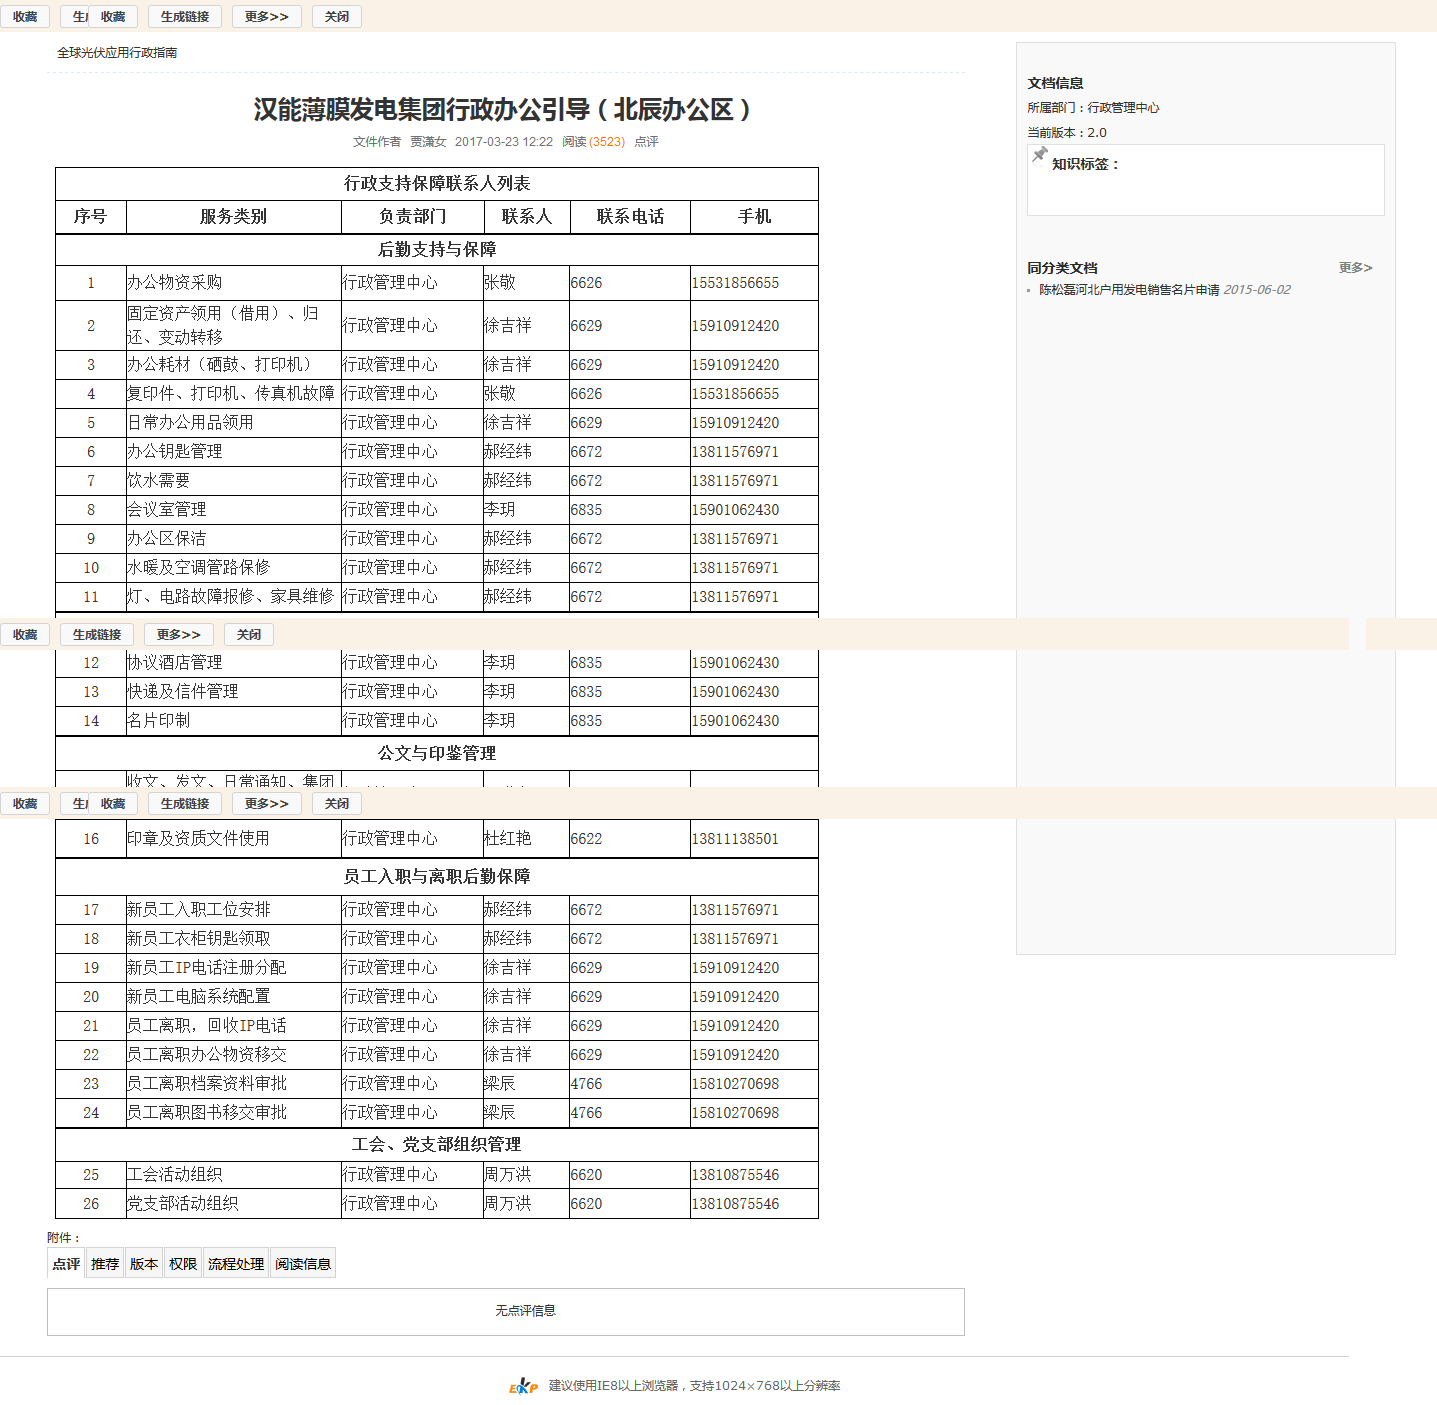 收藏 生 收藏 生成链接 更多>> 关闭
全球光伏应用行政指南
汉能薄膜发电集团行政办公引导（北辰办公区）
文件作者 贾潇女 2017-03-23 12:22 阅读 (3523) 点评
文档信息
所属部门：行政管理中心
当前版本：2.0
知识标签：
同分类文档 更多>
陈松磊河北户用发电销售名片申请 2015-06-02
行政支持保障联系人列表
序号 服务类别 负责部门 联系人 联系电话 手机
后勤支持与保障
1 办公物资采购 行政管理中心 张敬 6626 15531856655
2 固定资产领用（借用）、归
还、变动转移 行政管理中心 徐吉祥 6629 15910912420
3 办公耗材（硒鼓、打印机） 行政管理中心 徐吉祥 6629 15910912420
4 复印件、打印机、传真机故障 行政管理中心 张敬 6626 15531856655
5 日常办公用品领用 行政管理中心 徐吉祥 6629 15910912420
6 办公钥匙管理 行政管理中心 郝经纬 6672 13811576971
7 饮水需要 行政管理中心 郝经纬 6672 13811576971
8 会议室管理 行政管理中心 李玥 6835 15901062430
9 办公区保洁 行政管理中心 郝经纬 6672 13811576971
10 水暖及空调管路保修 行政管理中心 郝经纬 6672 13811576971
11 灯、电路故障报修、家具维修 行政管理中心 郝经纬 6672 13811576971
收藏 生成链接 更多>> 关闭
12 协议酒店管理 行政管理中心 李玥 6835 15901062430
13 快递及信件管理 行政管理中心 李玥 6835 15901062430
14 名片印制 行政管理中心 李玥 6835 15901062430
公文与印鉴管理
收文、发文、日常通知、集团
收藏 生 收藏 生成链接 更多>> 关闭
16 印章及资质文件使用 行政管理中心 杜红艳 6622 13811138501
员工入职与离职后勤保障
17 新员工入职工位安排 行政管理中心 郝经纬 6672 13811576971
18 新员工衣柜钥匙领取 行政管理中心 郝经纬 6672 13811576971
19 新员工IP电话注册分配 行政管理中心 徐吉祥 6629 15910912420
20 新员工电脑系统配置 行政管理中心 徐吉祥 6629 15910912420
21 员工离职，回收IP电话 行政管理中心 徐吉祥 6629 15910912420
22 员工离职办公物资移交 行政管理中心 徐吉祥 6629 15910912420
23 员工离职档案资料审批 行政管理中心 梁辰 4766 15810270698
24 员工离职图书移交审批 行政管理中心 梁辰 4766 15810270698
工会、党支部组织管理
25 工会活动组织 行政管理中心 周万洪 6620 13810875546
26 党支部活动组织 行政管理中心 周万洪 6620 13810875546
附件：
点评 推荐 版本 权限 流程处理 阅读信息
无点评信息
EKP 建议使用IE8以上浏览器，支持1024×768以上分辨率